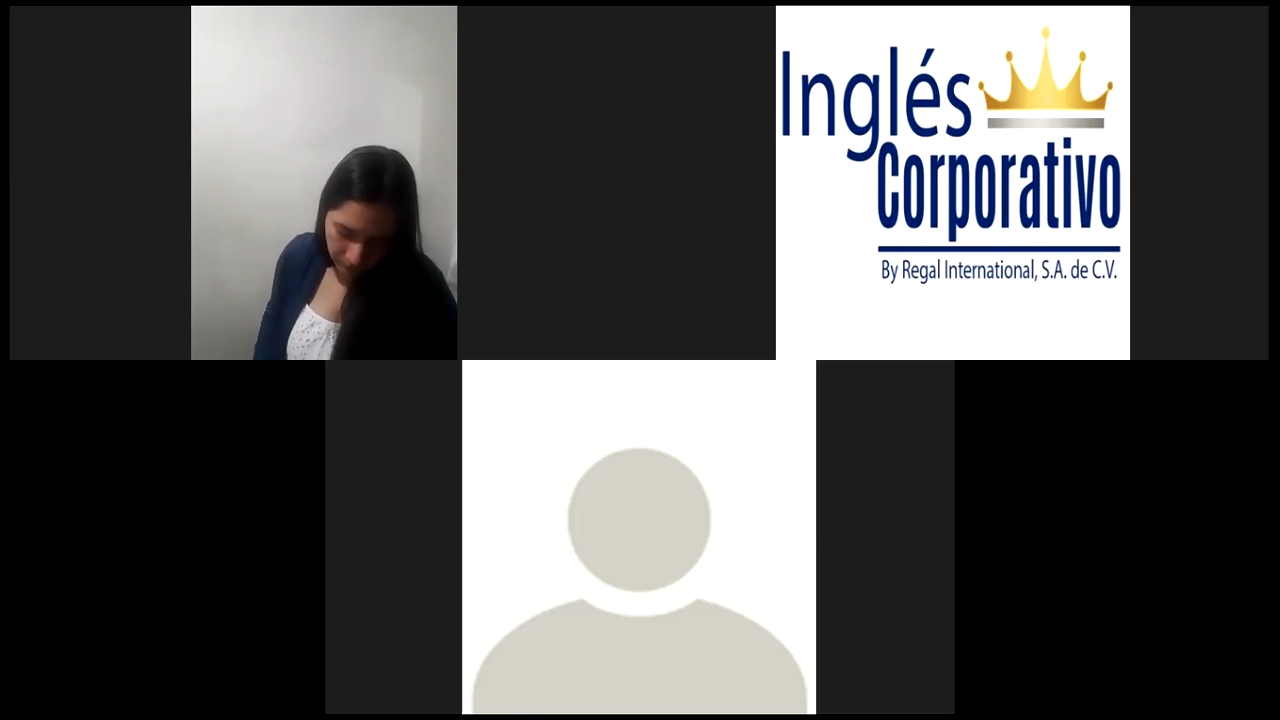 Inglés
Corporativo
By Regal International, S.A. de C.V.